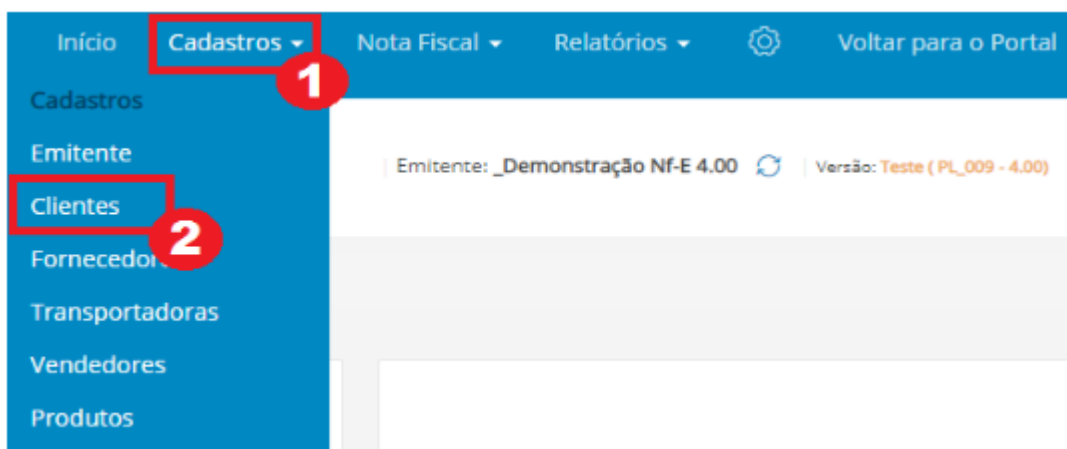 Início Cadastros Nota Fiscal Relatórios Voltar para o Portal
1
Cadastros
Emitente
Emitente: _Demonstração Nf-E 4.00 Versão: Teste ( PL_009 - 4.00)
Clientes
2
Transportadoras
Vendedores
Produtos